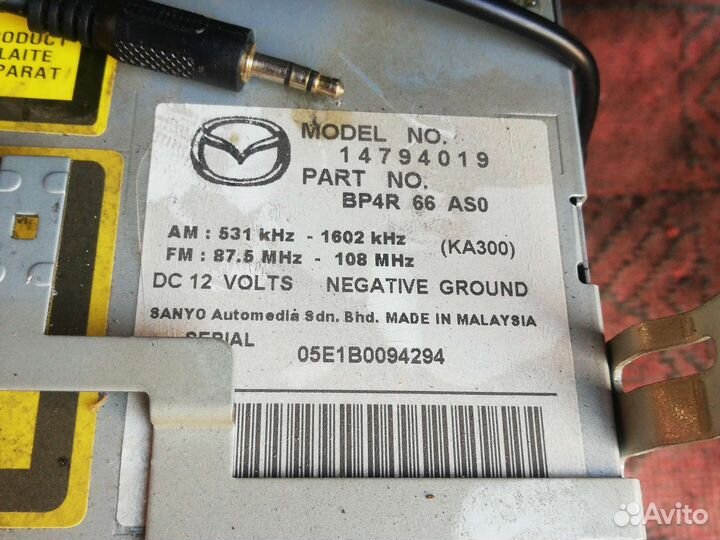 PRODUCT
LAITE
PARAT
MODEL NO.
14794019
PART NO.
BP4R 66 AS0
AM : 531 kHz - 1602 kHz
FM : 87.5 MHz - 108 MHz
(KA300)
DC 12 VOLTS NEGATIVE GROUND
SANYO Automedia Sdn. Bhd. MADE IN MALAYSIA
SERIAL
05E1B0094294
Avito